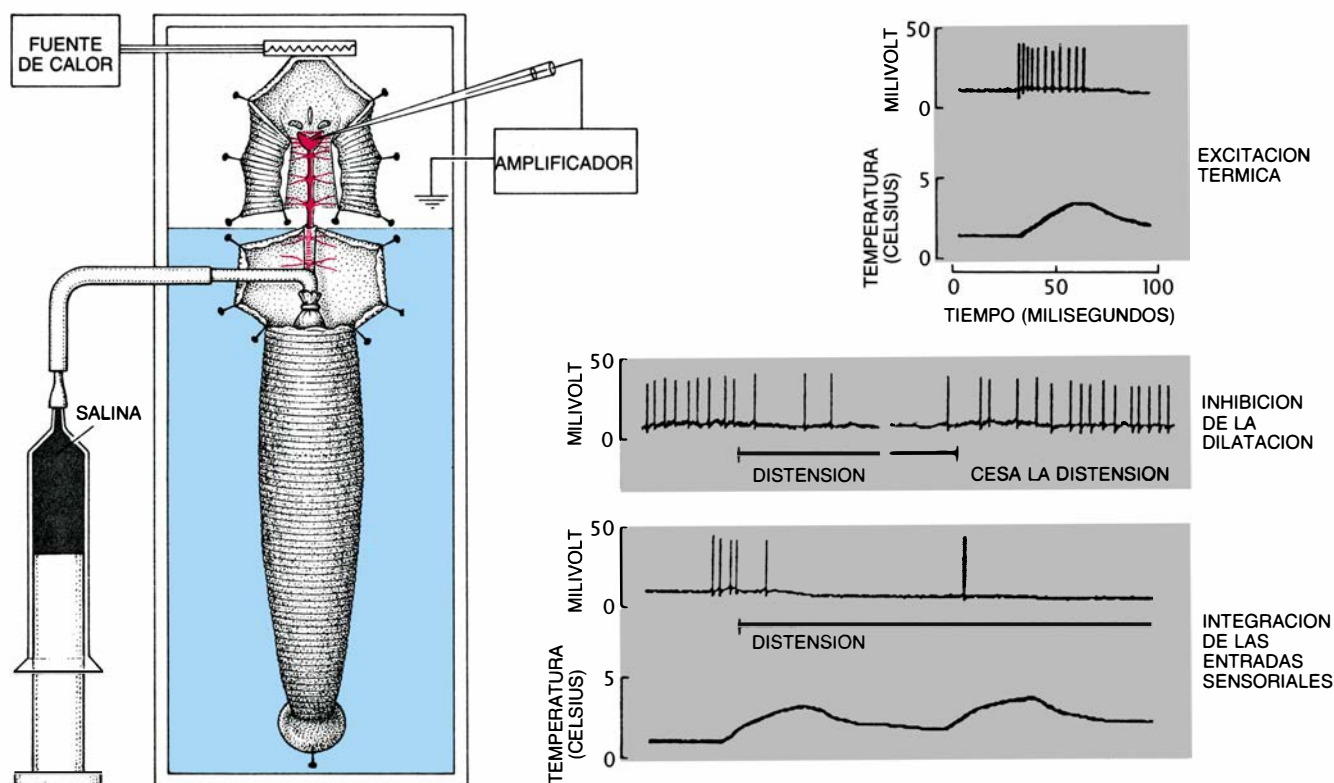 FUENTE
DE CALOR
AMPLIFICADOR
SALINA
MILIVOLT
50
0
TEMPERATURA
(CELSIUS)
5
0
0
50
100
TIEMPO (MILISEGUNDOS)
EXCITACION
TERMICA
MILIVOLT
50
0
DISTENSION
CESA LA DISTENSION
INHIBICION
DE LA
DILATACION
MILIVOLT
50
0
DISTENSION
TEMPERATURA
(CELSIUS)
5
0
INTEGRACION
DE LAS
ENTRADAS
SENSORIALES